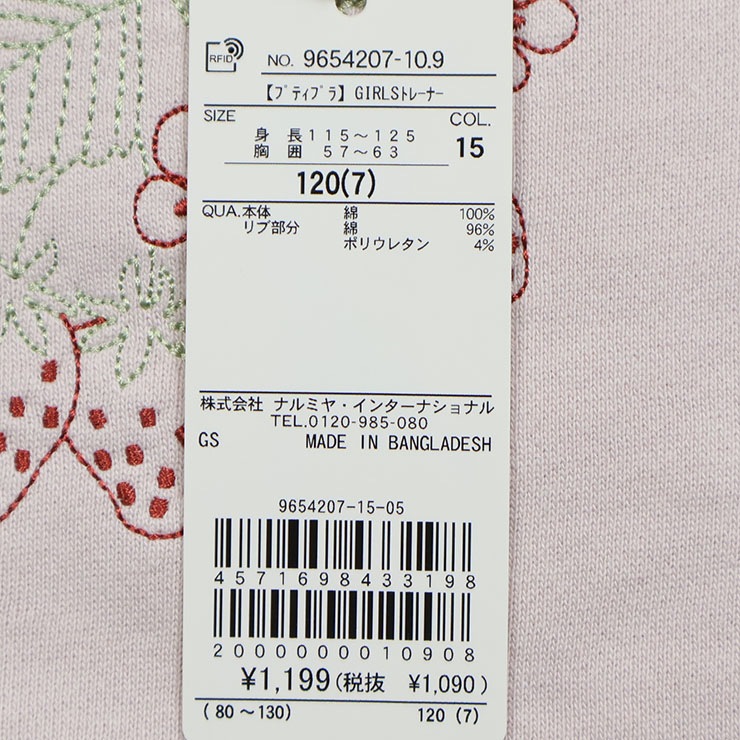 RFID NO. 9654207-10.9
【プティプラ】GIRLSトレーナー
SIZE COL.
身 長 115～125 15
胸 囲 57～63
120(7)
QUA.本体 綿 100%
リブ部分 綿 96%
ポリウレタン 4%
株式会社 ナルミヤ・インターナショナル
TEL.0120-985-080
GS MADE IN BANGLADESH
9654207-15-05
4571698433198
2000000010908
¥1,199(税抜 ¥1,090)
(80～130) 120 (7)